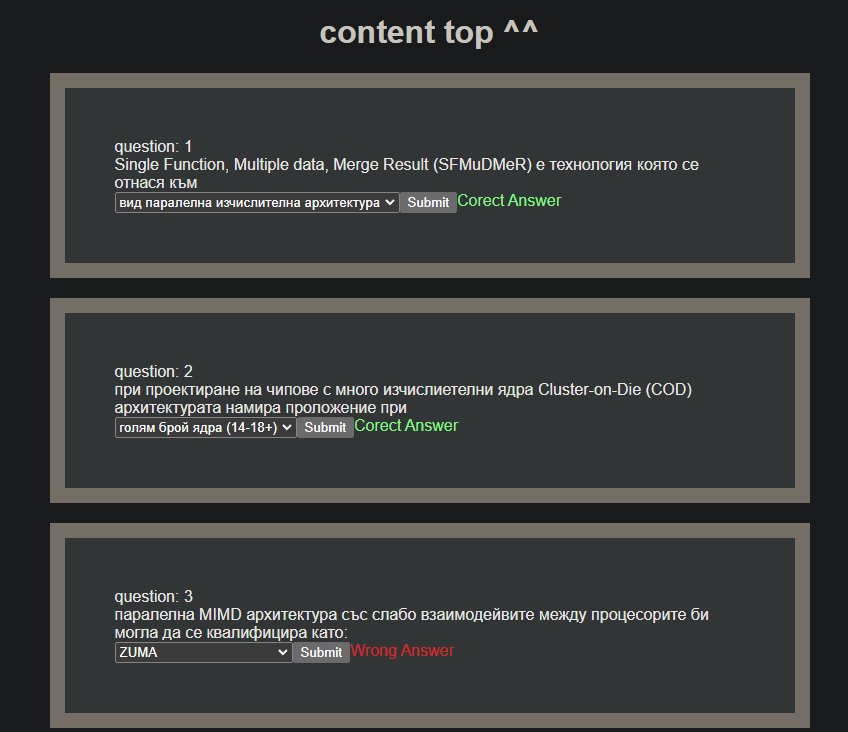 content top ^^
question: 1
Single Function, Multiple data, Merge Result (SFMuDMeR) е технология която се
отнася към
вид паралелна изчислителна архитектура Submit Corect Answer
question: 2
при проектиране на чипове с много изчислиетелни ядра Cluster-on-Die (COD)
архитектурата намира проложение при
голям брой ядра (14-18+) Submit Corect Answer
question: 3
паралелна MIMD архитектура със слабо взаимодейвите между процесорите би
могла да се квалифицира като:
ZUMA Submit Wrong Answer